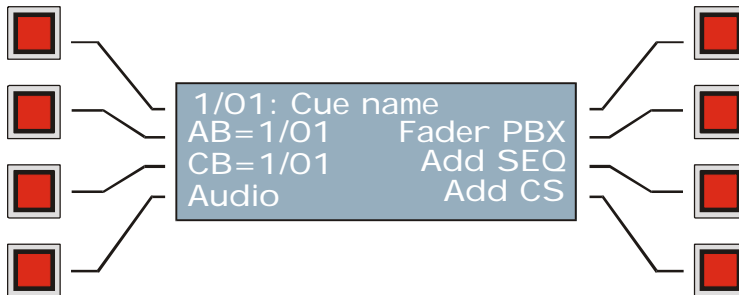 1/01: Cue name
AB=1/01 Fader PBX
CB=1/01 Add SEQ
Audio Add CS